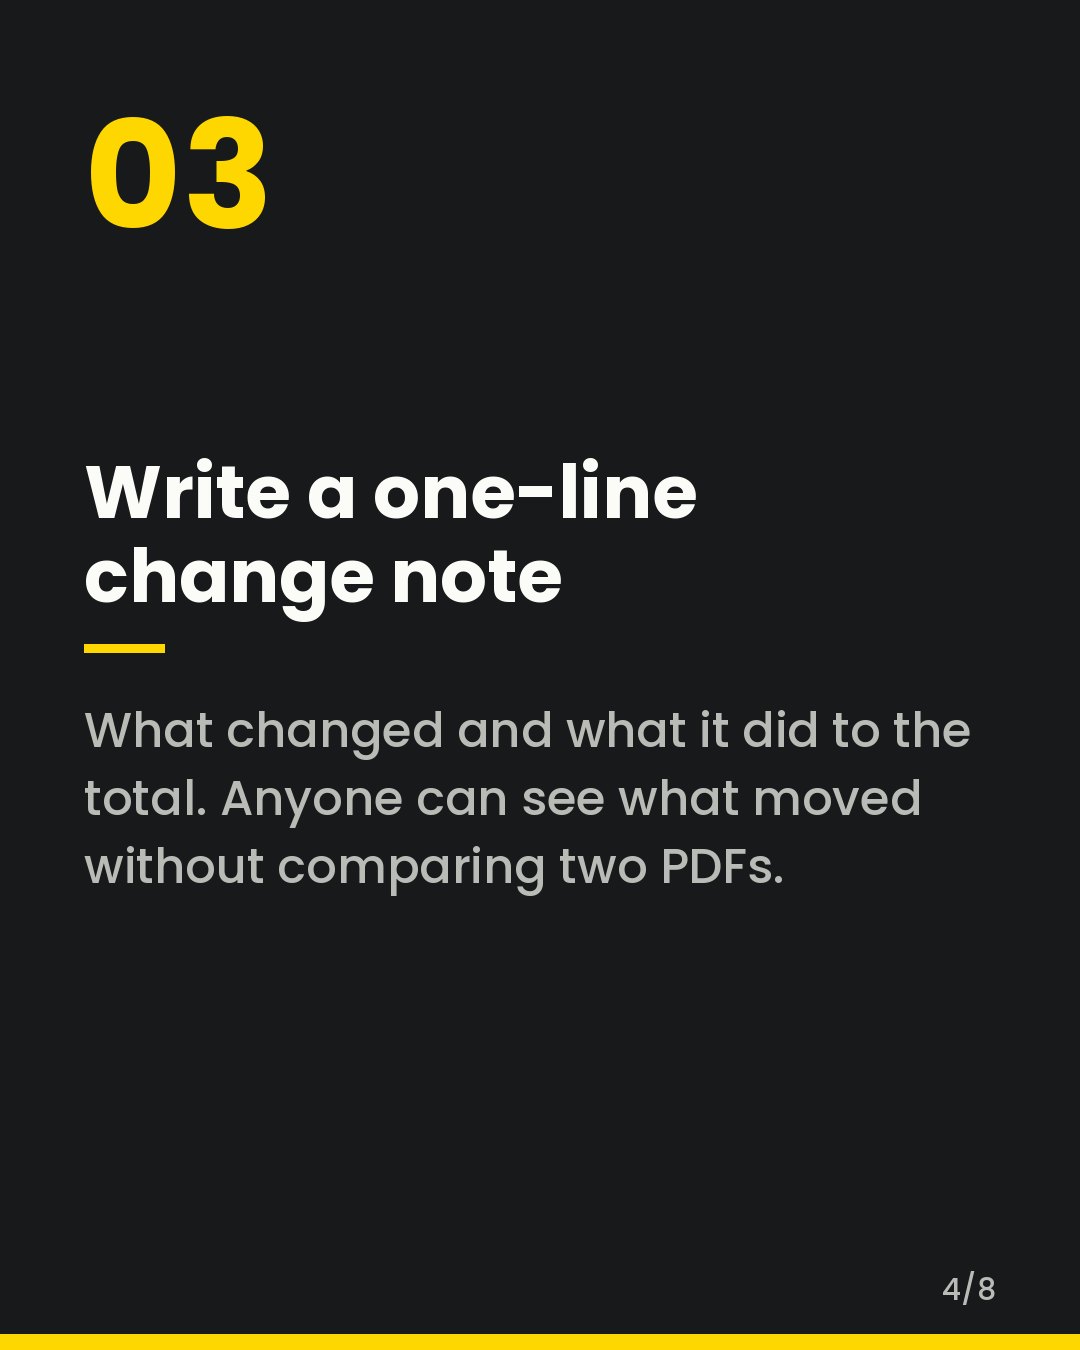 03
Write a one-line
change note
What changed and what it did to the
total. Anyone can see what moved
without comparing two PDFs.
4/8